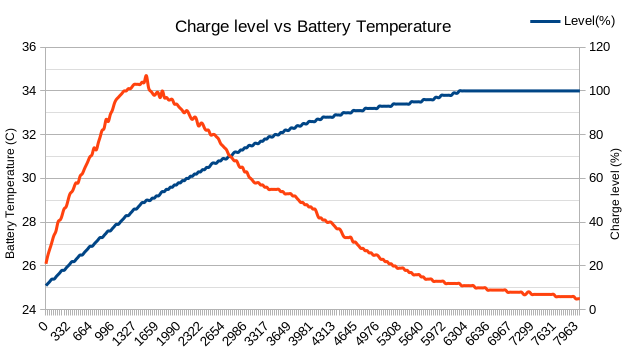 Charge level vs Battery Temperature
Level(%)
36
34
32
30
28
26
24
Battery Temperature (C)
120
100
80
60
40
20
0
Charge level (%)
0 332 664 996 1327 1659 1990 2322 2654 2986 3317 3649 3981 4313 4645 4976 5308 5640 5972 6304 6636 6967 7299 7631 7963